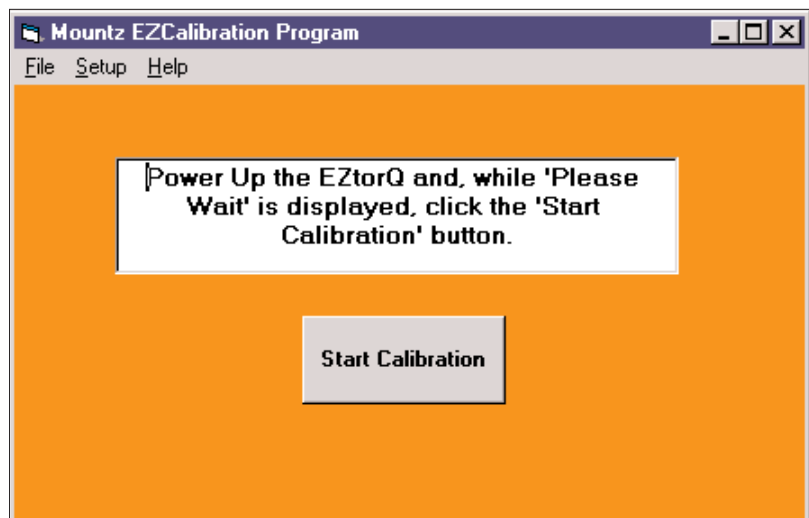 Mountz EZCalibration Program
File Setup Help
Power Up the EZtorQ and, while 'Please
Wait' is displayed, click the 'Start
Calibration' button.
Start Calibration